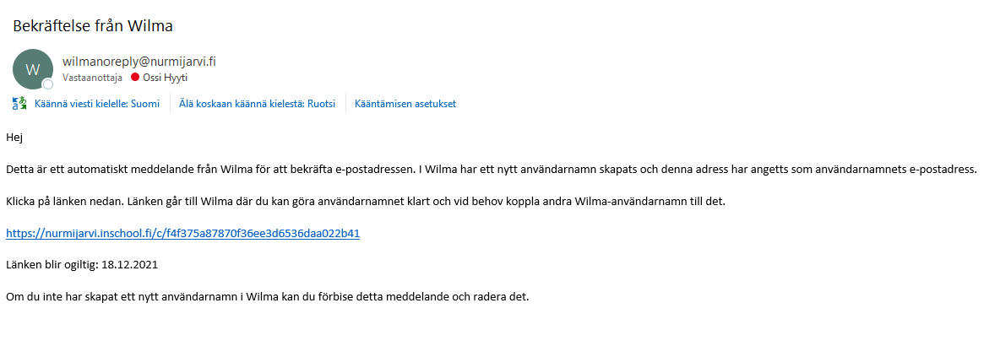 Bekräftelse från Wilma
W
wilmanoreply@nurmijarvi.fi
Vastaanottaja Ossi Hyyti
Käännä viesti kielelle: Suomi Älä koskaan käännä kielestä: Ruotsi Kääntämisen asetukset
Hej
Detta är ett automatiskt meddelande från Wilma för att bekräfta e-postadressen. I Wilma har ett nytt användarnamn skapats och denna adress har angetts som användarnamnets e-postadress.
Klicka på länken nedan. Länken går till Wilma där du kan göra användarnamnet klart och vid behov koppla andra Wilma-användarnamn till det.
https://nurmijarvi.inschool.fi/c/f4f375a87870f36ee3d6536daa022b41
Länken blir ogiltig: 18.12.2021
Om du inte har skapat ett nytt användarnamn i Wilma kan du förbise detta meddelande och radera det.